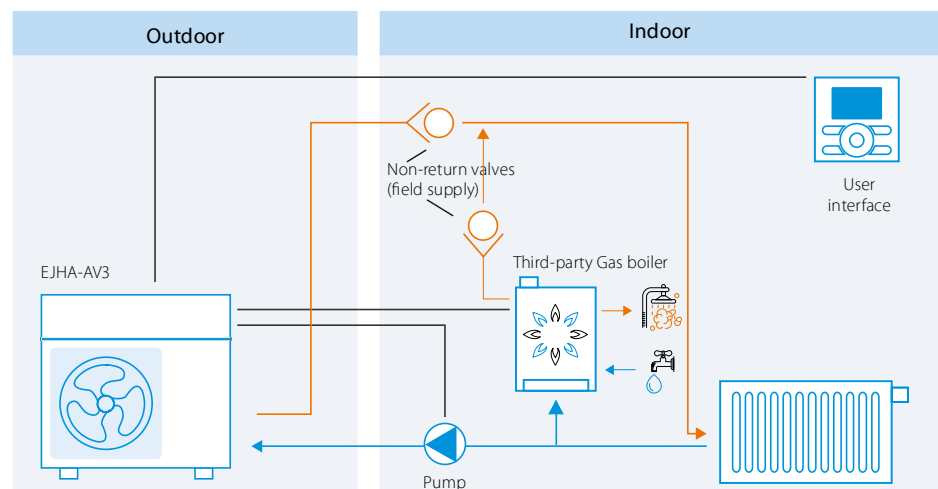 Outdoor
Indoor
Non-return valves
(field supply)
User
interface
EJHA-AV3
Third-party Gas boiler
Pump